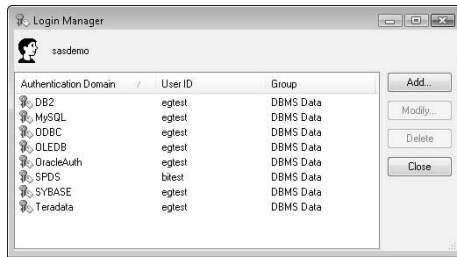 Login Manager
sasdemo
Authentication Domain / User ID Group
DB2 egtest DBMS Data
MySQL egtest DBMS Data
ODBC egtest DBMS Data
OLEDB egtest DBMS Data
OracleAuth egtest DBMS Data
SPDS bitest DBMS Data
SYBASE egtest DBMS Data
Teradata egtest DBMS Data
Add...
Modify...
Delete
Close